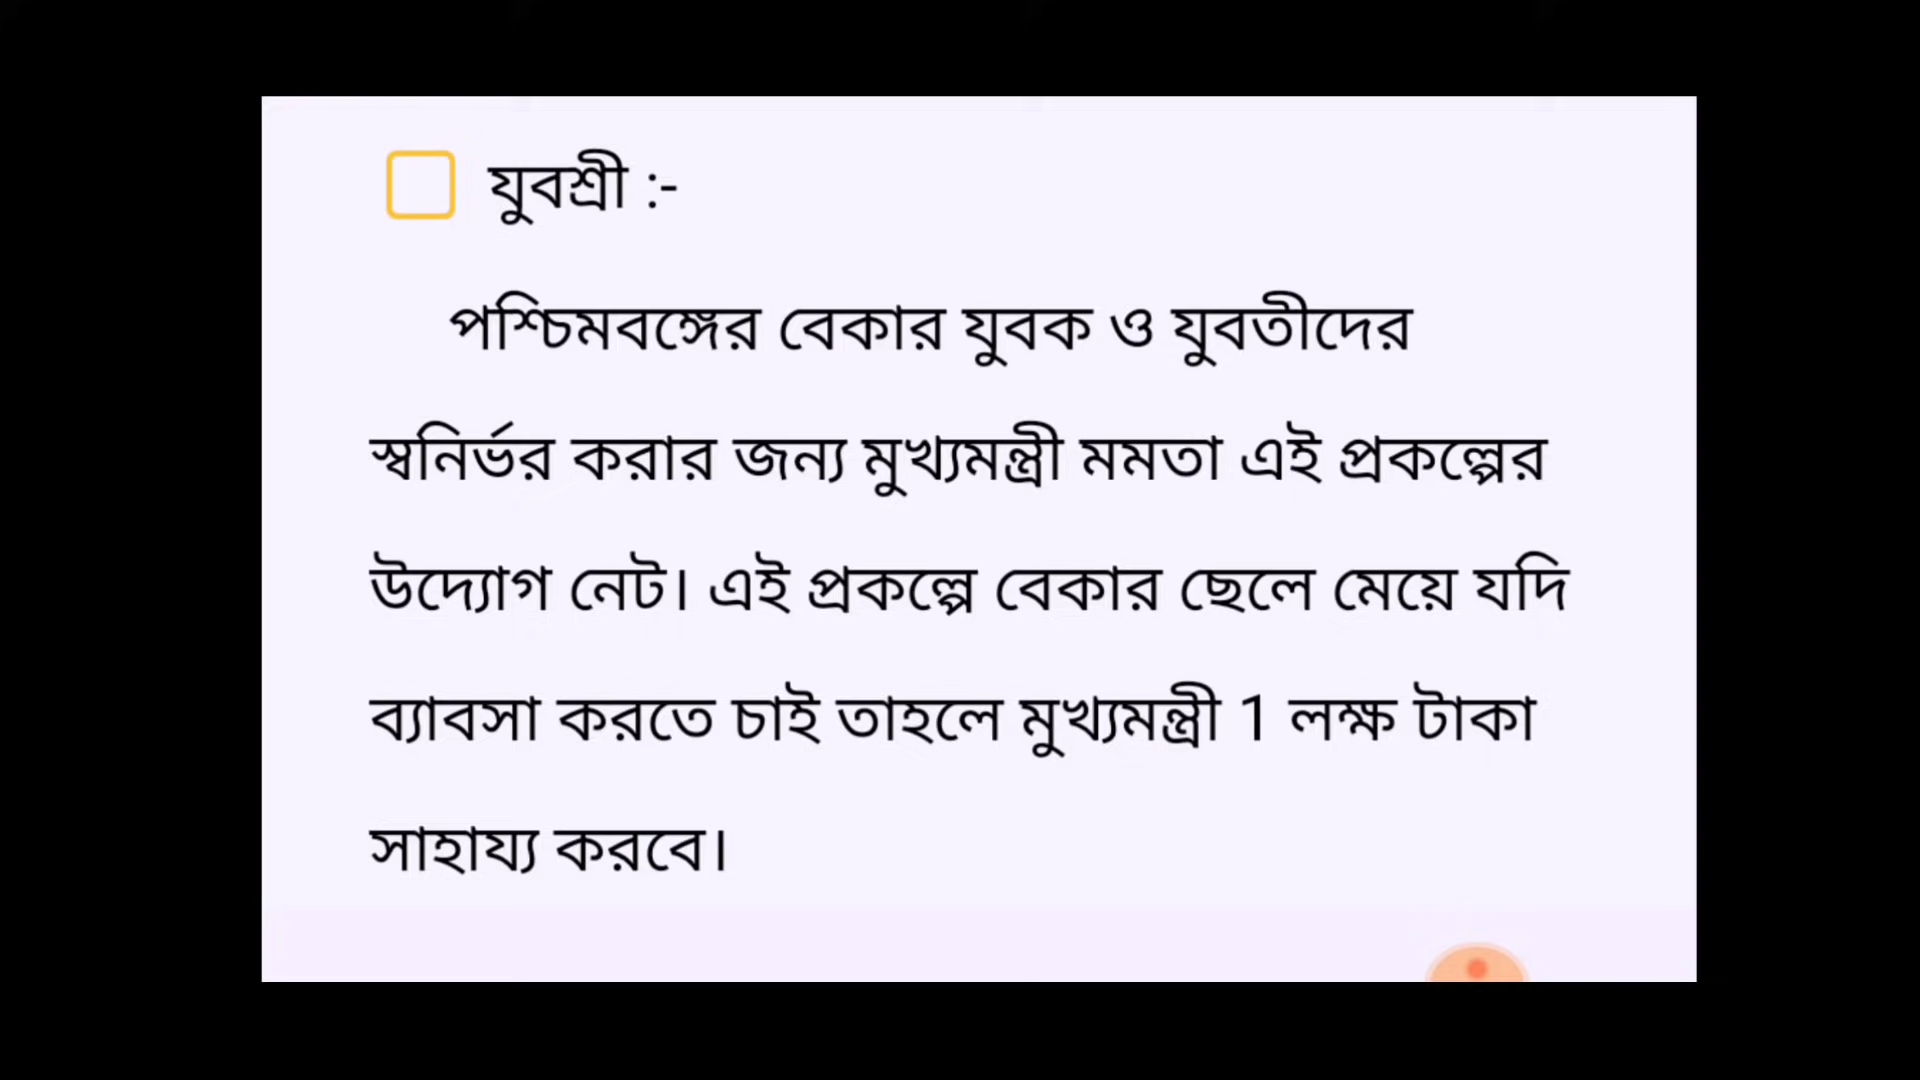 যুবশ্রী :-
পশ্চিমবঙ্গের বেকার যুবক ও যুবতীদের
স্বনির্ভর করার জন্য মুখ্যমন্ত্রী মমতা এই প্রকল্পের
উদ্যোগ নেট। এই প্রকল্পে বেকার ছেলে মেয়ে যদি
ব্যাবসা করতে চাই তাহলে মুখ্যমন্ত্রী 1 লক্ষ টাকা
সাহায্য করবে।